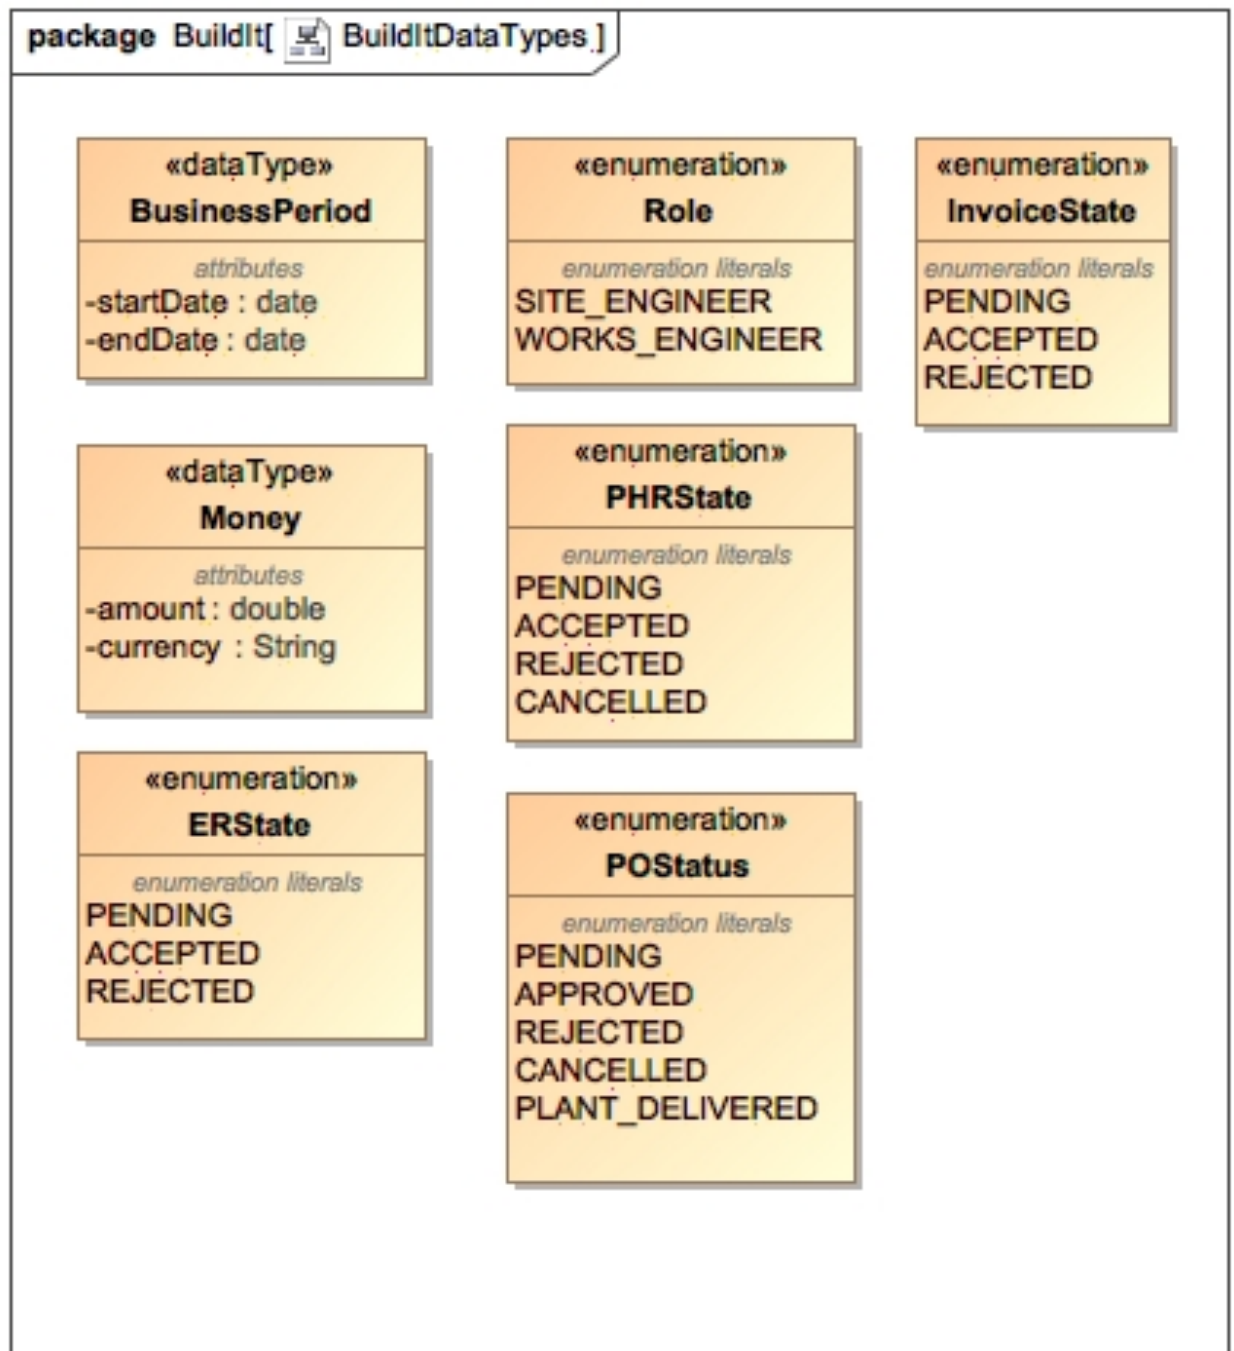 package BuildIt[ BuildItDataTypes ]
«dataType»
BusinessPeriod
attributes
-startDate : date
-endDate : date
«enumeration»
Role
enumeration literals
SITE_ENGINEER
WORKS_ENGINEER
«enumeration»
InvoiceState
enumeration literals
PENDING
ACCEPTED
REJECTED
«dataType»
Money
attributes
-amount : double
-currency : String
«enumeration»
PHRState
enumeration literals
PENDING
ACCEPTED
REJECTED
CANCELLED
«enumeration»
ERState
enumeration literals
PENDING
ACCEPTED
REJECTED
«enumeration»
POStatus
enumeration literals
PENDING
APPROVED
REJECTED
CANCELLED
PLANT_DELIVERED